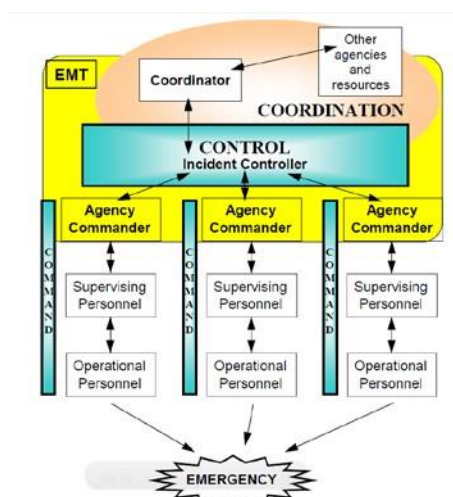 Other
agencies
and
resources
EMT
Coordinator
COORDINATION
CONTROL
Incident Controller
Agency
Commander
Agency
Commander
Agency
Commander
COMMAND
COMMAND
COMMAND
Supervising
Personnel
Supervising
Personnel
Supervising
Personnel
Operational
Personnel
Operational
Personnel
Operational
Personnel
EMERGENCY